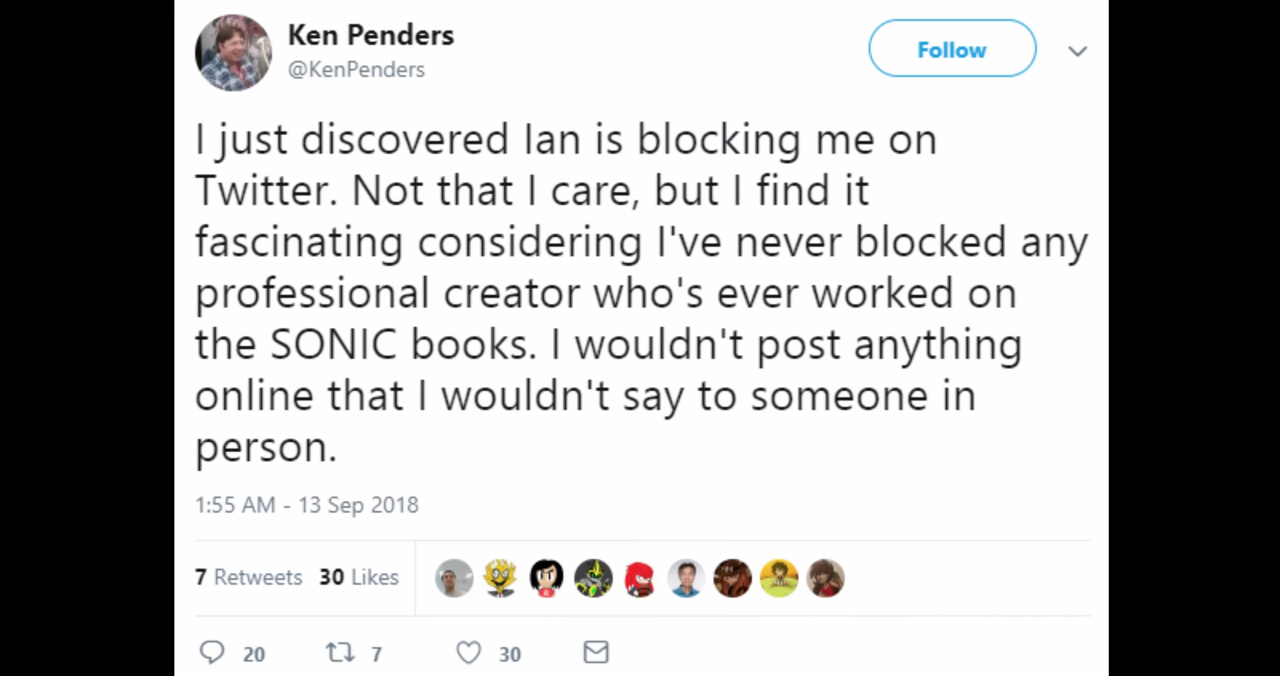 Ken Penders
@KenPenders
Follow
I just discovered Ian is blocking me on
Twitter. Not that I care, but I find it
fascinating considering I've never blocked any
professional creator who's ever worked on
the SONIC books. I wouldn't post anything
online that I wouldn't say to someone in
person.
1:55 AM - 13 Sep 2018
7 Retweets 30 Likes
20 7 30